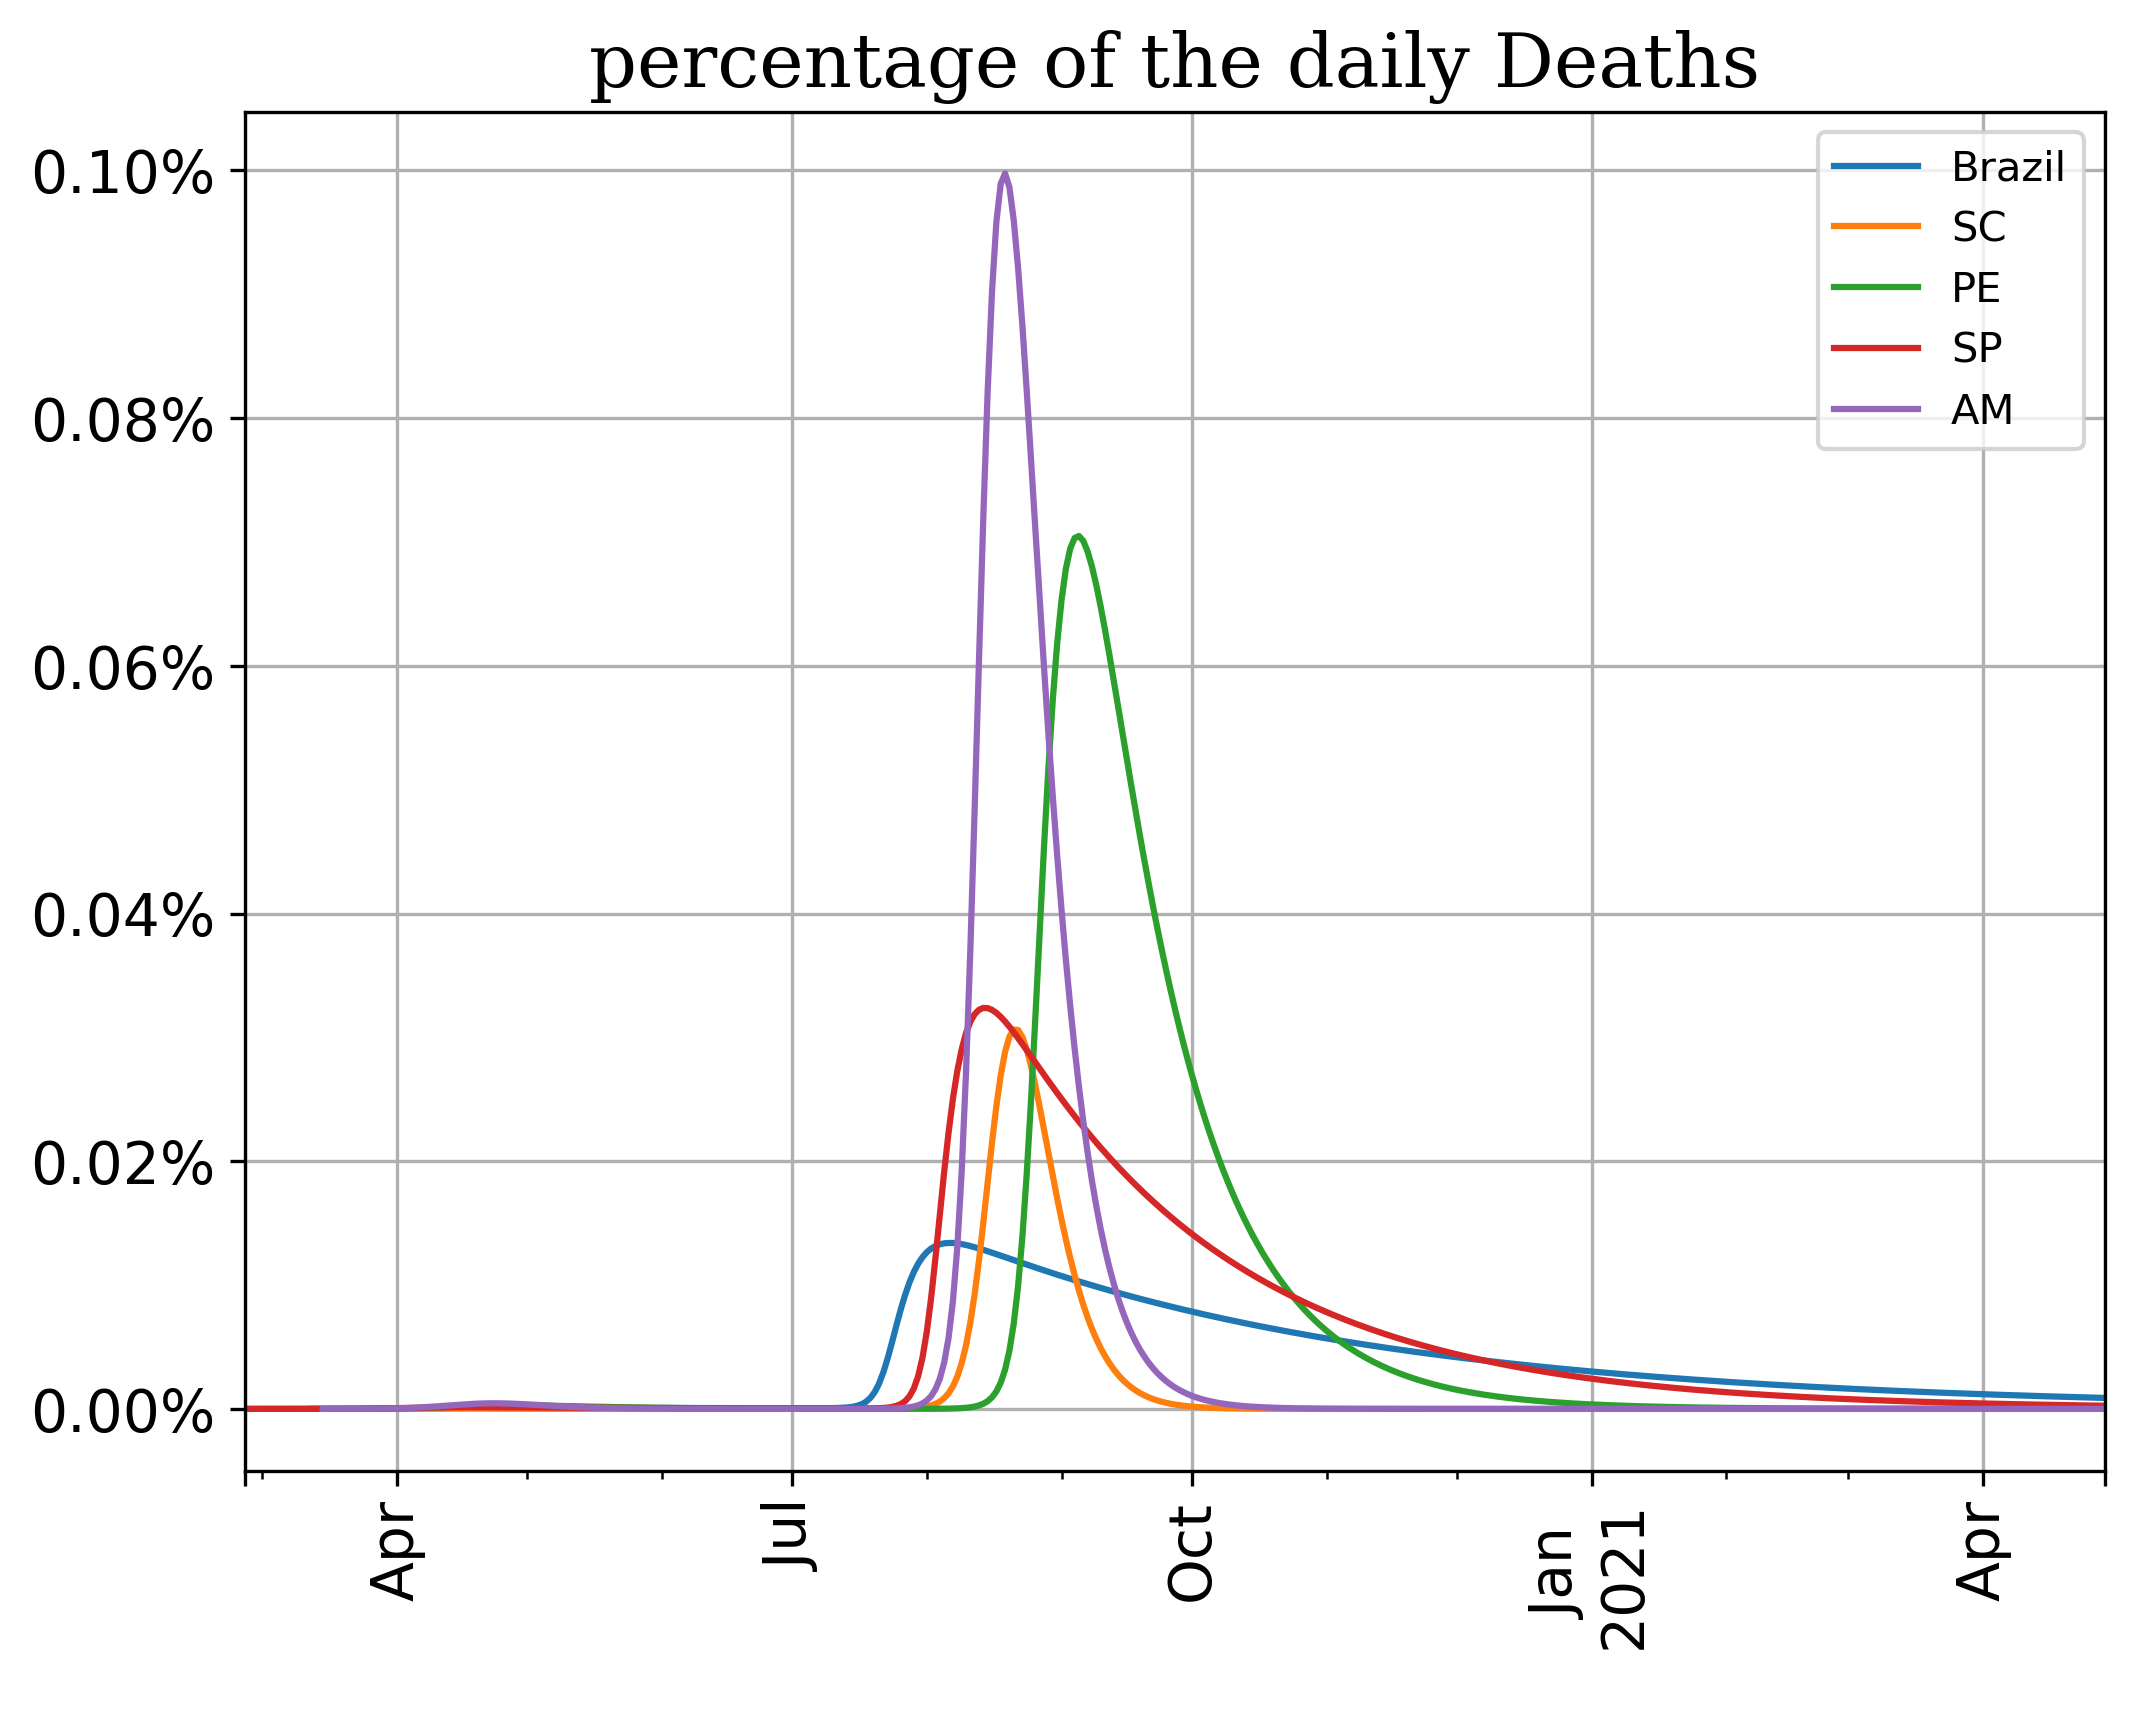 percentage of the daily Deaths
0.10%
0.08%
0.06%
0.04%
0.02%
0.00%
Brazil
SC
PE
SP
AM
Apr
Jul
Oct
Jan
2021
Apr